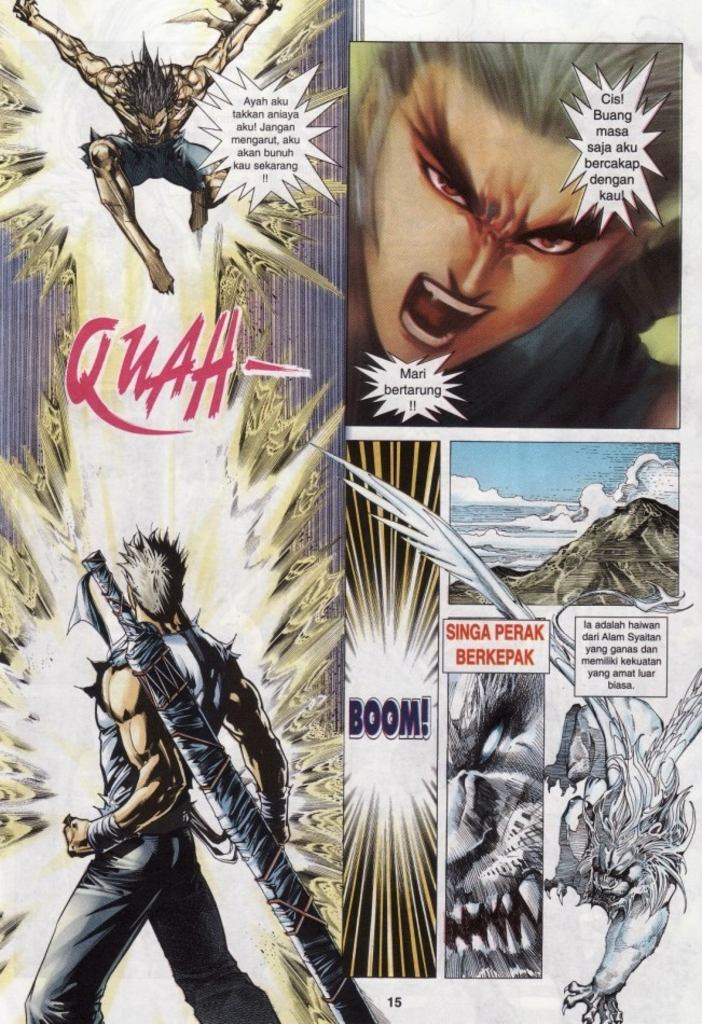 Ayah aku
takkan aniaya
aku! Jangan
mengarut, aku
akan bunuh
kau sekarang
!!
Cis!
Buang
masa
saja aku
bercakap
dengan
kau!
Mari
bertarung
!!
QUAH—
BOOM!
SINGA PERAK
BERKEPAK
Ia adalah haiwan
dari Alam Syaitan
yang ganas dan
memiliki kekuatan
yang amat luar
biasa.
15